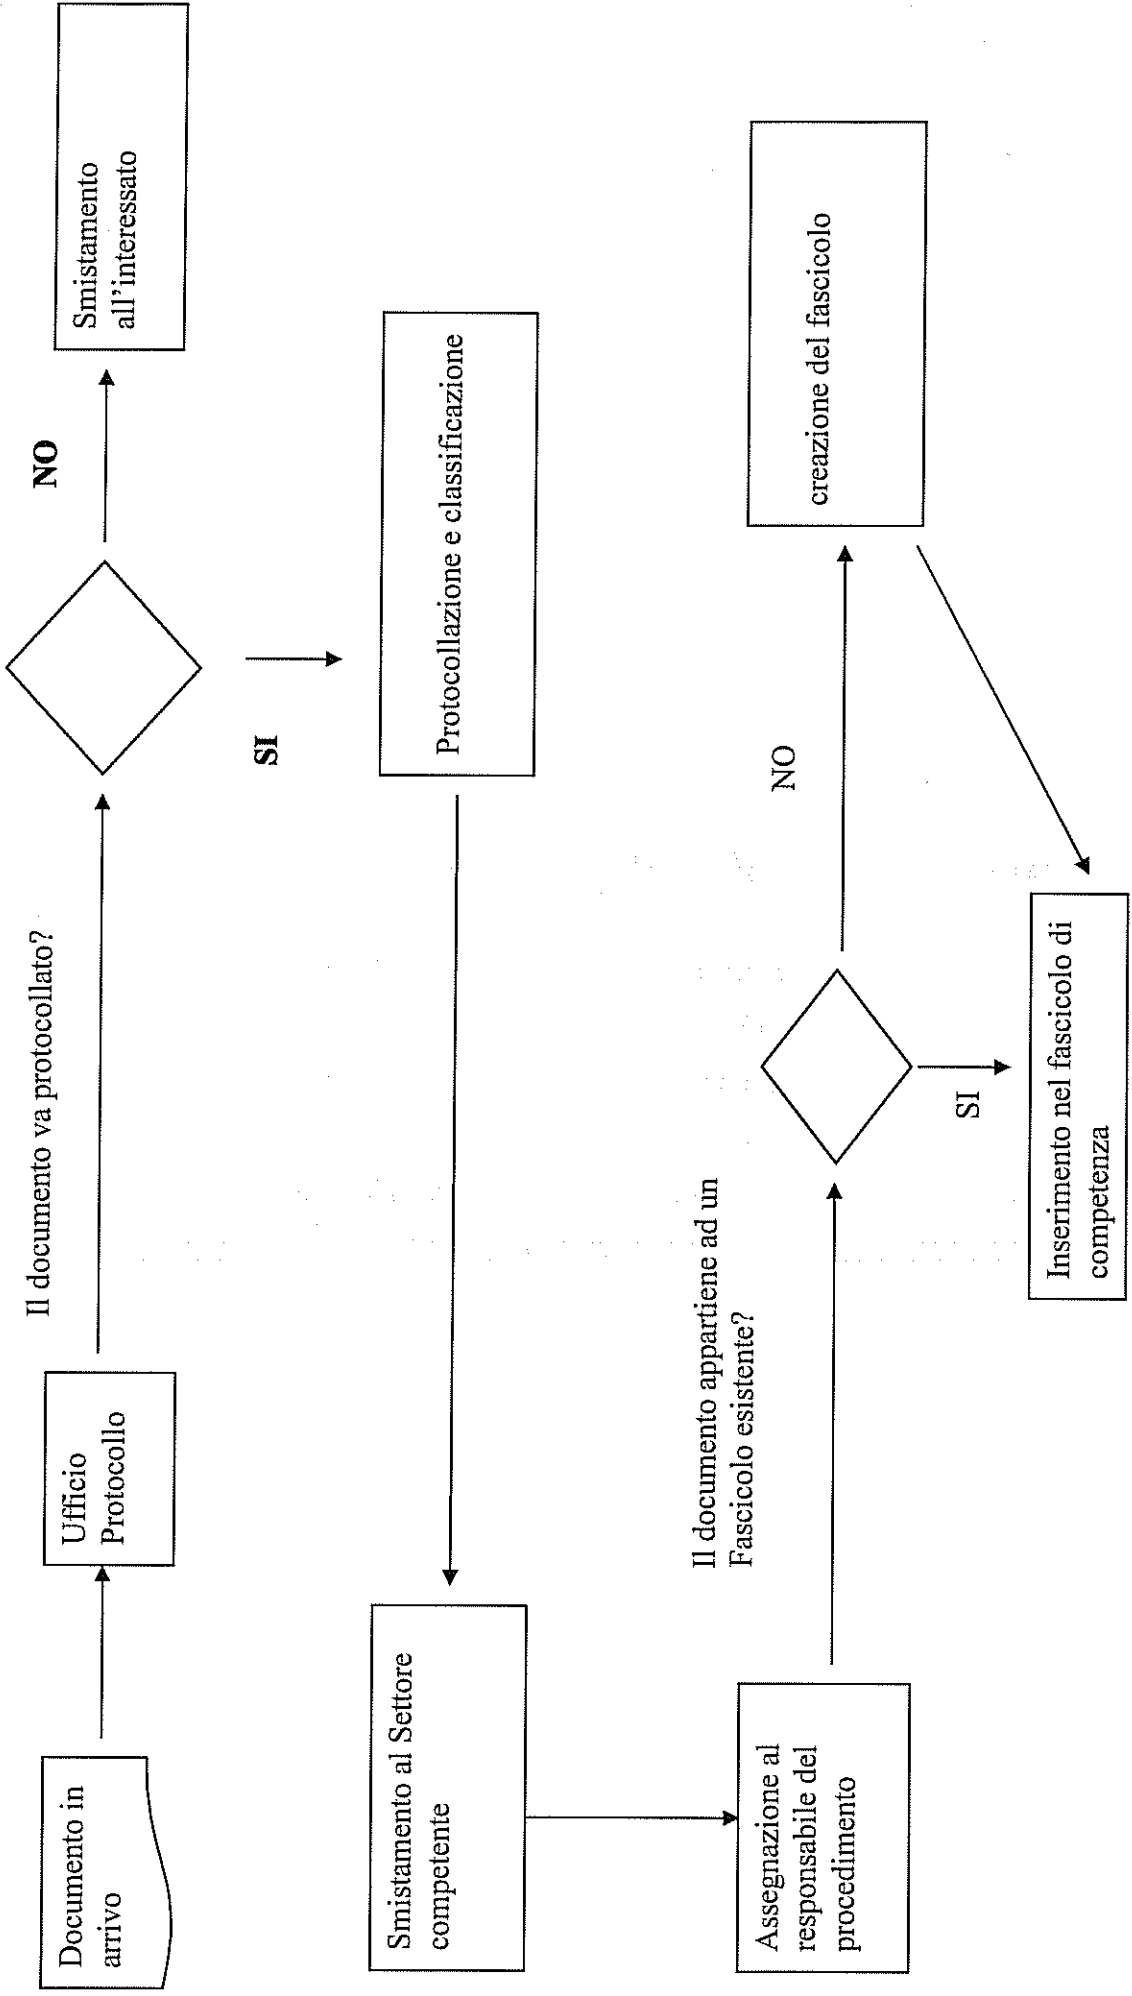 Documento in
arrivo
Ufficio
Protocollo
Il documento va protocollato?
NO
Smistamento
all'interessato
SI
Protocollazione e classificazione
Smistamento al Settore
competente
Assegnazione al
responsabile del
procedimento
Il documento appartiene ad un
Fascicolo esistente?
NO
creazione del fascicolo
SI
Inserimento nel fascicolo di
competenza